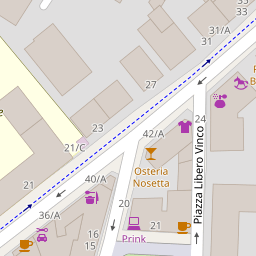 33
35
31
31/A
27
23
24
42/A
21/C
Osteria
Nosetta
Piazza Libero Vinco
40/A
21
20
36/A
16
15
Prink